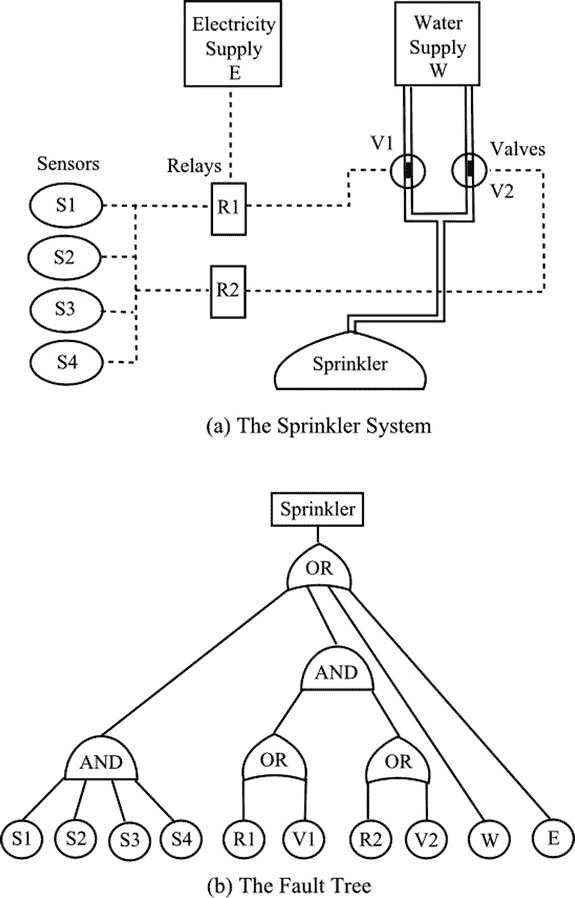 Electricity
Supply
E
Water
Supply
W
Sensors
Relays
V1
Valves
V2
S1
R1
S2
S3
R2
S4
Sprinkler
(a) The Sprinkler System
Sprinkler
OR
AND
AND
OR
OR
S1 S2 S3 S4 R1 V1 R2 V2 W E
(b) The Fault Tree